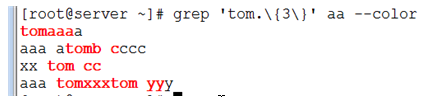 [root@server ~]# grep 'tom.\{3\}' aa --color
tomaaaa
aaa atomb cccc
xx tom cc
aaa tomxxxtom yyy